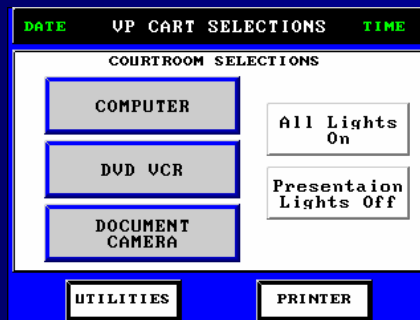 DATE VP CART SELECTIONS TIME
COURTROOM SELECTIONS
COMPUTER
All Lights
On
DVD VCR
Presentaion
Lights Off
DOCUMENT
CAMERA
UTILITIES
PRINTER